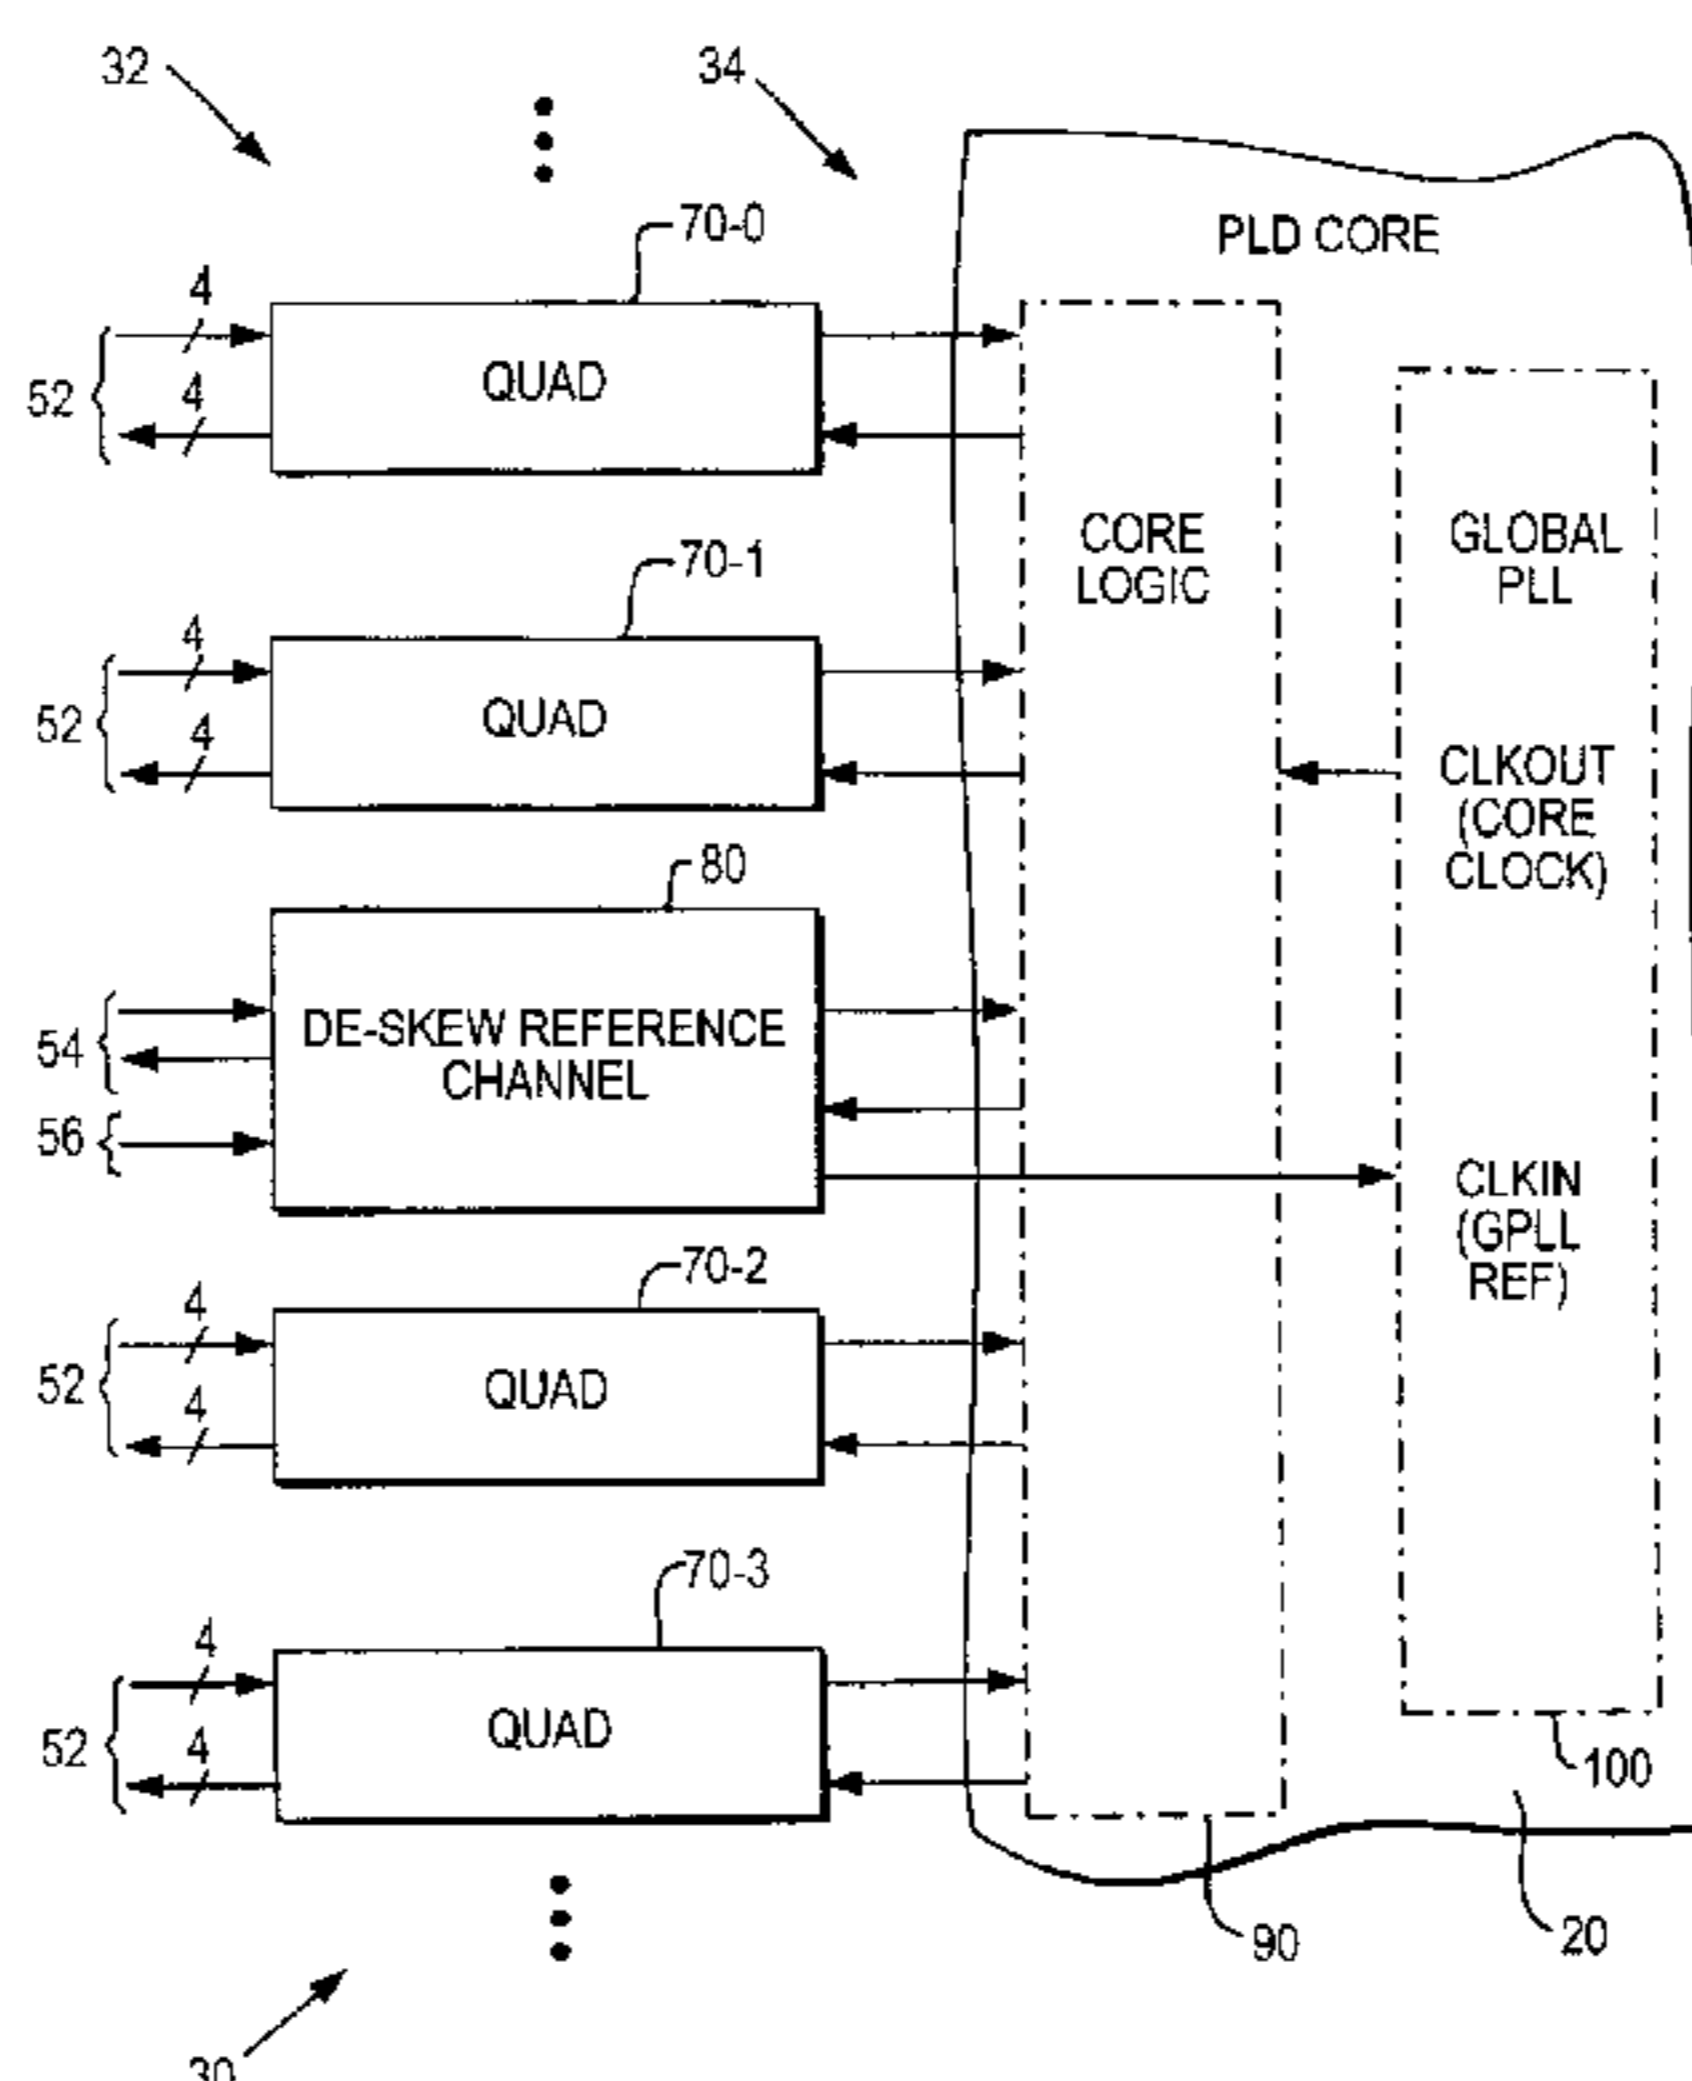 32
34
70-0
PLD CORE
4
52
4
QUAD
70-1
CORE
LOGIC
GLOBAL
PLL
4
52
4
QUAD
CLKOUT
(CORE
CLOCK)
80
54
56
DE-SKEW REFERENCE
CHANNEL
CLKIN
(GPLL
REF)
70-2
4
52
4
QUAD
70-3
4
52
4
QUAD
100
90
20
30